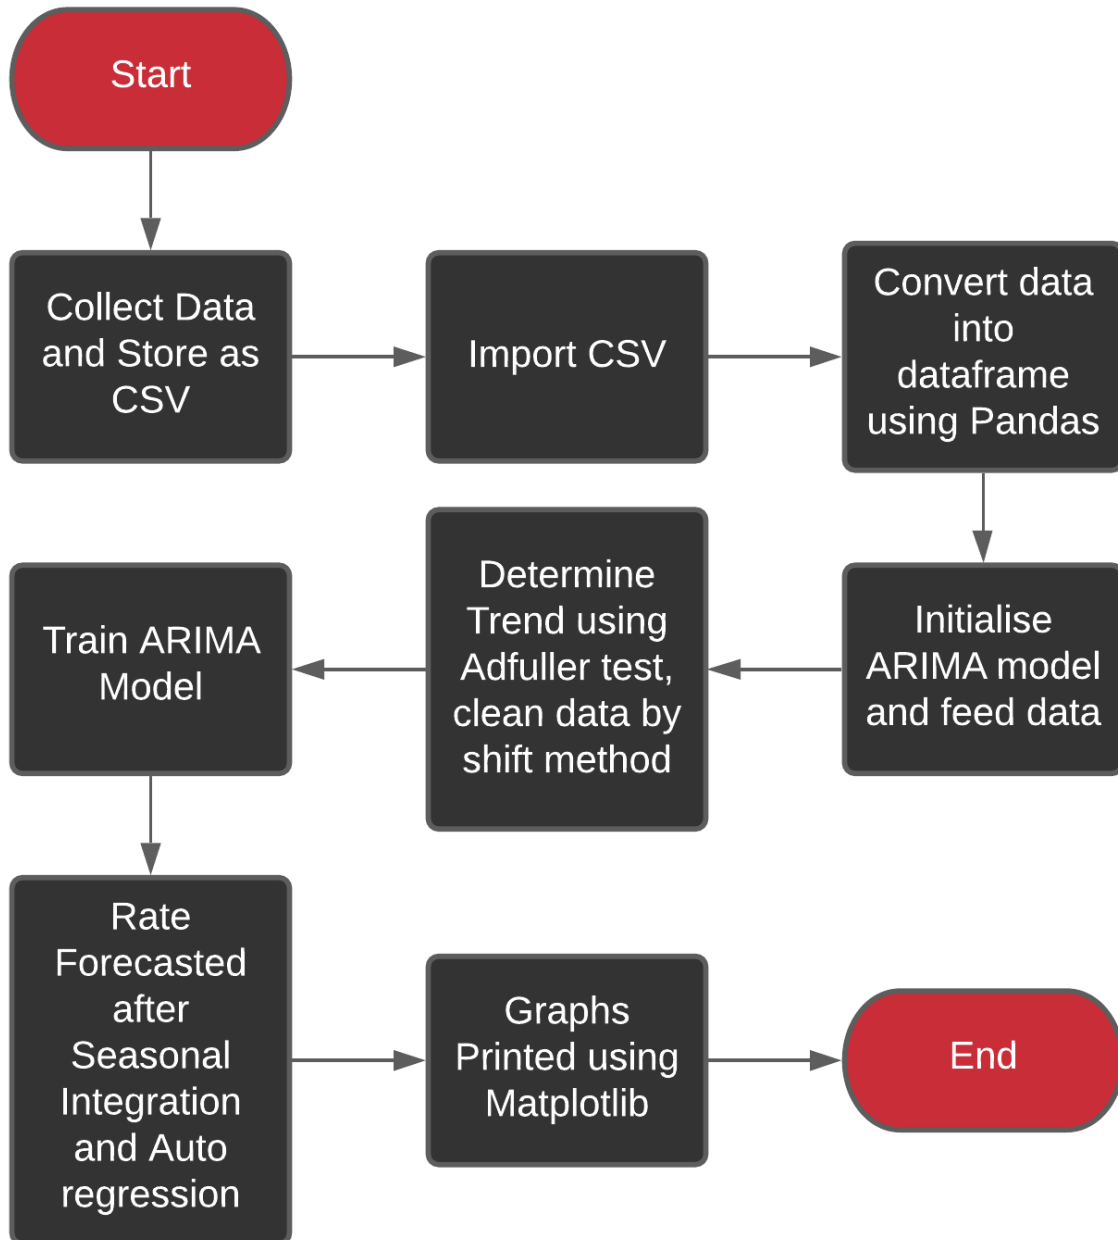 Start
Collect Data
and Store as
CSV
Import CSV
Convert data
into
dataframe
using Pandas
Initialise
ARIMA model
and feed data
Determine
Trend using
Adfuller test,
clean data by
shift method
Train ARIMA
Model
Rate
Forecasted
after
Seasonal
Integration
and Auto
regression
Graphs
Printed using
Matplotlib
End